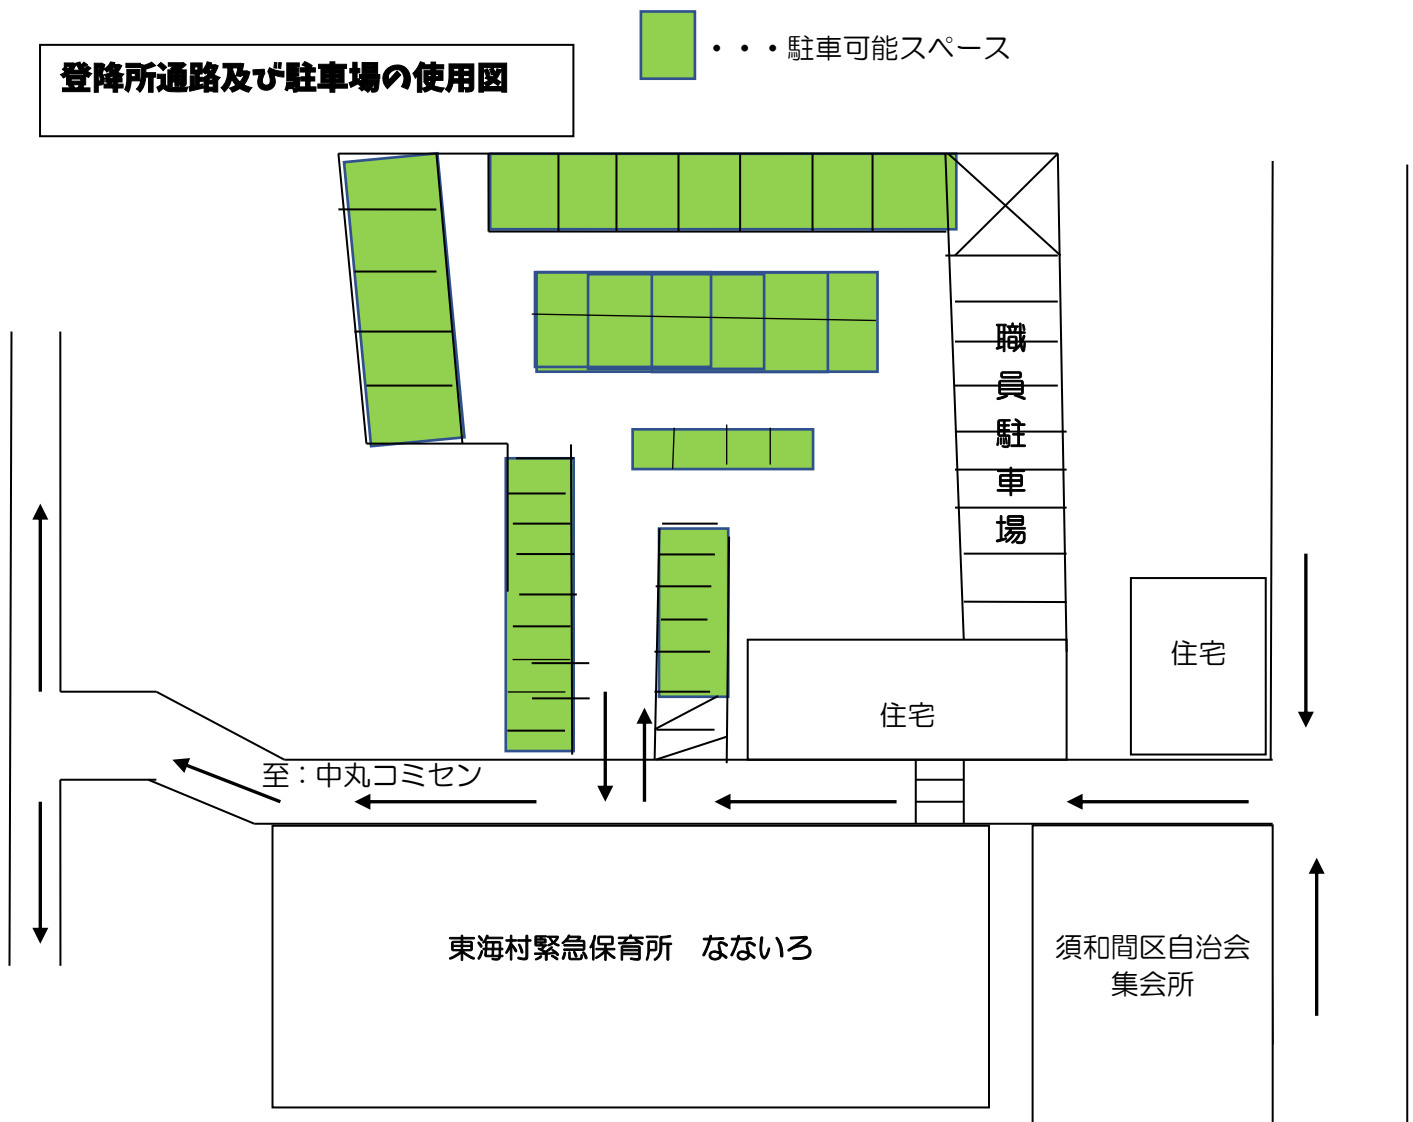 ・・・駐車可能スペース
登降所通路及び駐車場の使用図
職員駐車場
住宅
住宅
至：中丸コミセン
東海村緊急保育所　なないろ
須和間区自治会
集会所